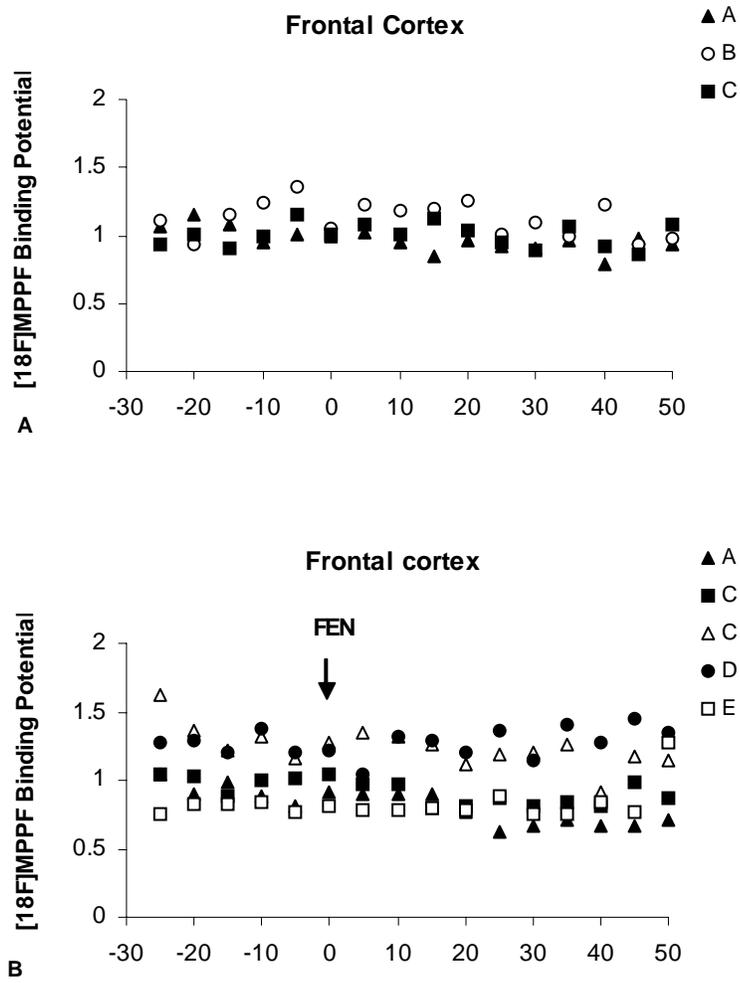 Frontal Cortex
A
B
C
[18F]MPPF Binding Potential
2
1.5
1
0.5
0
-30 -20 -10 0 10 20 30 40 50
A
Frontal cortex
A
C
C
D
E
FEN
[18F]MPPF Binding Potential
2
1.5
1
0.5
0
-30 -20 -10 0 10 20 30 40 50
B